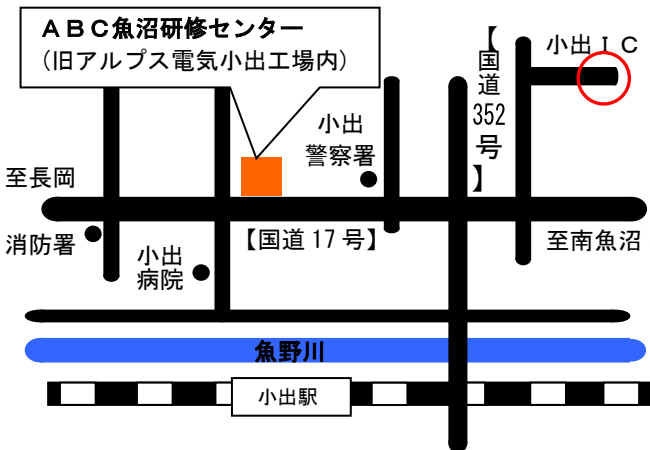 ABC魚沼研修センター
(旧アルプス電気小出工場内)
【国道352号】
小出IC
小出
警察署
至長岡
消防署
小出
病院
【国道17号】
至南魚沼
魚野川
小出駅